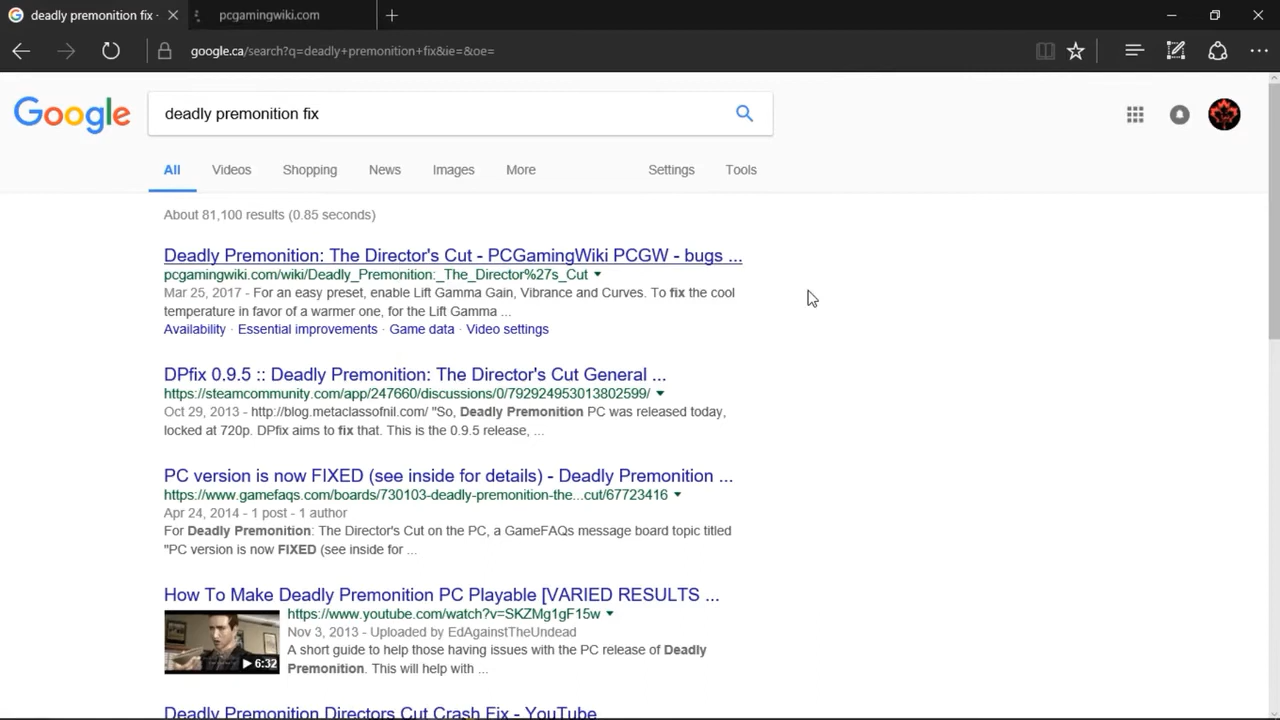 deadly premonition fix -
pcgamingwiki.com
google.ca/search?q=deadly+premonition+fix&ie=&oe=
Google
deadly premonition fix
All Videos Shopping News Images More Settings Tools
About 81,100 results (0.85 seconds)
Deadly Premonition: The Director's Cut - PCGamingWiki PCGW - bugs ...
pcgamingwiki.com/wiki/Deadly_Premonition:_The_Director%27s_Cut
Mar 25, 2017 - For an easy preset, enable Lift Gamma Gain, Vibrance and Curves. To fix the cool
temperature in favor of a warmer one, for the Lift Gamma ...
Availability · Essential improvements · Game data · Video settings
DPfix 0.9.5 :: Deadly Premonition: The Director's Cut General ...
https://steamcommunity.com/app/247660/discussions/0/792924953013802599/
Oct 29, 2013 - http://blog.metaclassofnil.com/ "So, Deadly Premonition PC was released today,
locked at 720p. DPfix aims to fix that. This is the 0.9.5 release, ...
PC version is now FIXED (see inside for details) - Deadly Premonition ...
https://www.gamefaqs.com/boards/730103-deadly-premonition-the...cut/67723416
Apr 24, 2014 - 1 post - 1 author
For Deadly Premonition: The Director's Cut on the PC, a GameFAQs message board topic titled
"PC version is now FIXED (see inside for ...
How To Make Deadly Premonition PC Playable [VARIED RESULTS ...
https://www.youtube.com/watch?v=SKZMg1gF15w
Nov 3, 2013 - Uploaded by EdAgainstTheUndead
A short guide to help those having issues with the PC release of Deadly
Premonition. This will help with ...
6:32
Deadly Premonition Directors Cut Crash Fix - YouTube